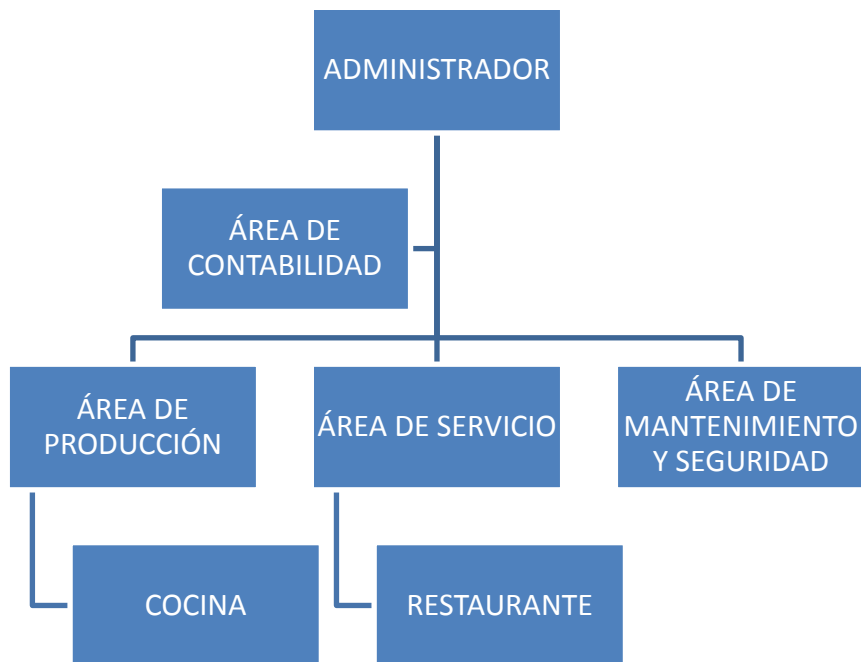 ADMINISTRADOR
ÁREA DE
CONTABILIDAD
ÁREA DE
PRODUCCIÓN
ÁREA DE SERVICIO
ÁREA DE
MANTENIMIENTO
Y SEGURIDAD
COCINA
RESTAURANTE